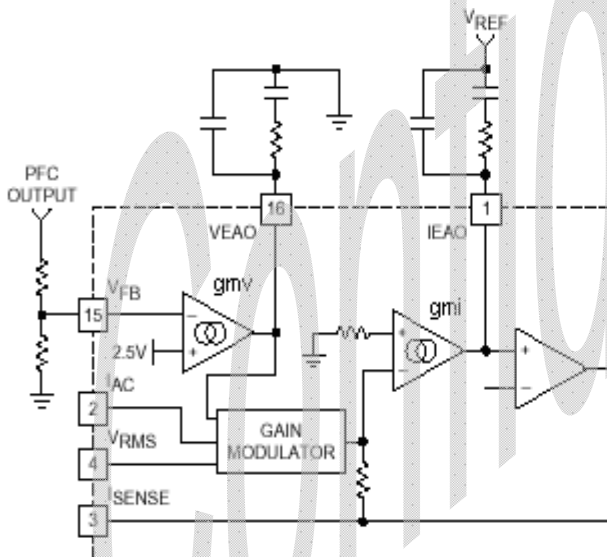 VREF
PFC
OUTPUT
16
1
VEAO
IEAO
VFB
gmv
gmi
15
-
+
2.5V
+
-
+
-
IAC
2
GAIN
MODULATOR
VRMS
4
ISENSE
3